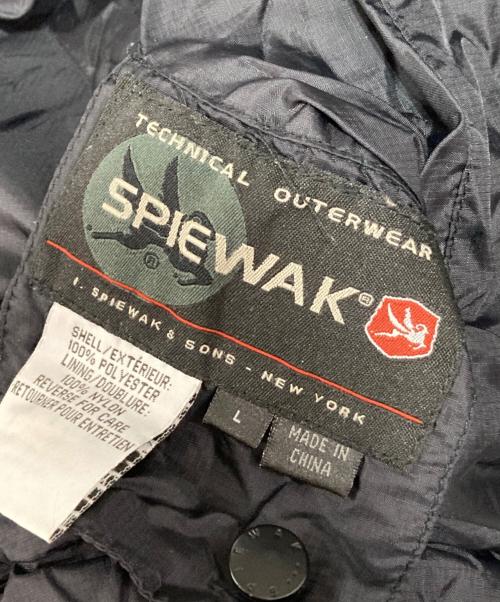 TECHNICAL OUTERWEAR
SPIEWAK®
®
I. SPIEWAK & SONS - NEW YORK
L
MADE IN
CHINA
SHELL/EXTÉRIEUR:
100% POLYESTER
LINING/DOUBLURE:
100% NYLON
REVERSE FOR CARE
RETOURNER POUR ENTRETIEN
SPIEWAK